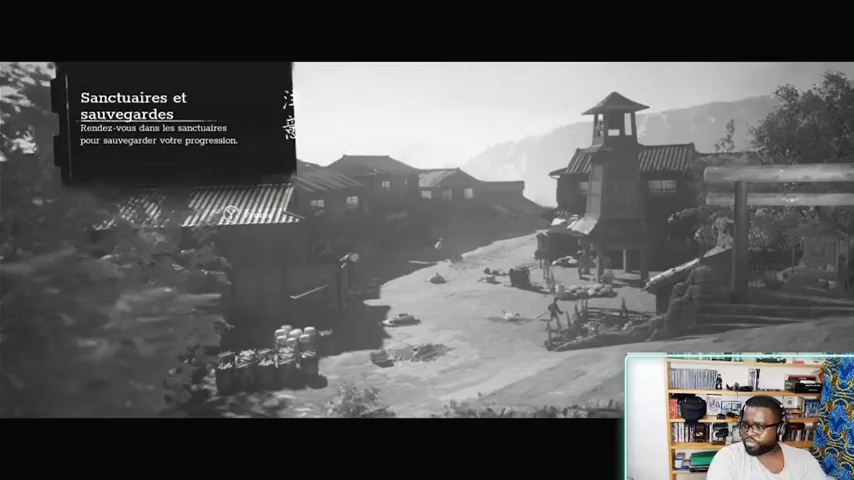 Sanctuaires et
sauvegardes
Rendez-vous dans les sanctuaires
pour sauvegarder votre progression.